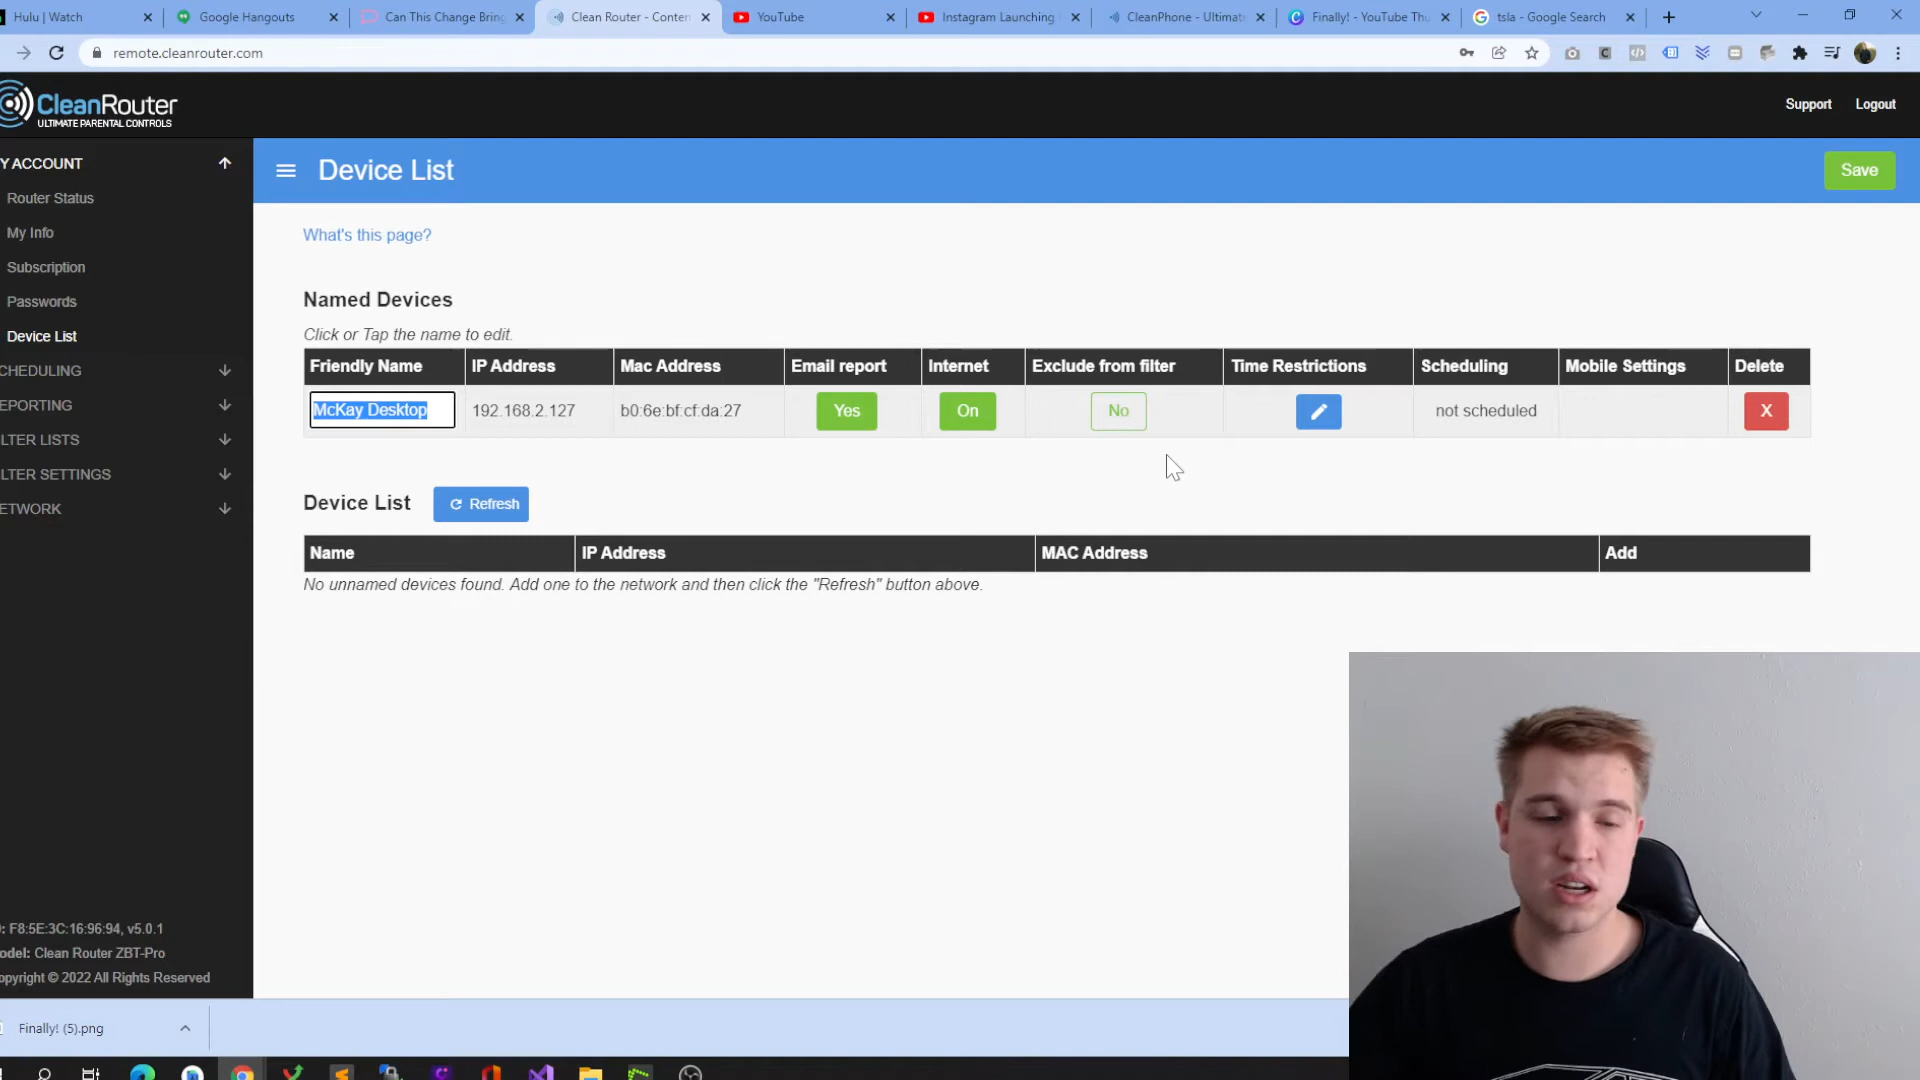 Hulu | Watch
Google Hangouts
Can This Change Bring
Clean Router - Conten
YouTube
Instagram Launching
CleanPhone - Ultimat
Finally! - YouTube Thu
tsla - Google Search
remote.cleanrouter.com
CleanRouter
ULTIMATE PARENTAL CONTROLS
Support
Logout
Y ACCOUNT
Router Status
My Info
Subscription
Passwords
Device List
CHEDULING
EPORTING
LTER LISTS
LTER SETTINGS
ETWORK
Device List
Save
What's this page?
Named Devices
Click or Tap the name to edit.
Friendly Name IP Address Mac Address Email report Internet Exclude from filter Time Restrictions Scheduling Mobile Settings Delete
McKay Desktop 192.168.2.127 b0:6e:bf:cf:da:27 Yes On No not scheduled X
Device List Refresh
Name IP Address MAC Address Add
No unnamed devices found. Add one to the network and then click the "Refresh" button above.
: F8:5E:3C:16:96:94, v5.0.1
odel: Clean Router ZBT-Pro
opyright © 2022 All Rights Reserved
Finally! (5).png